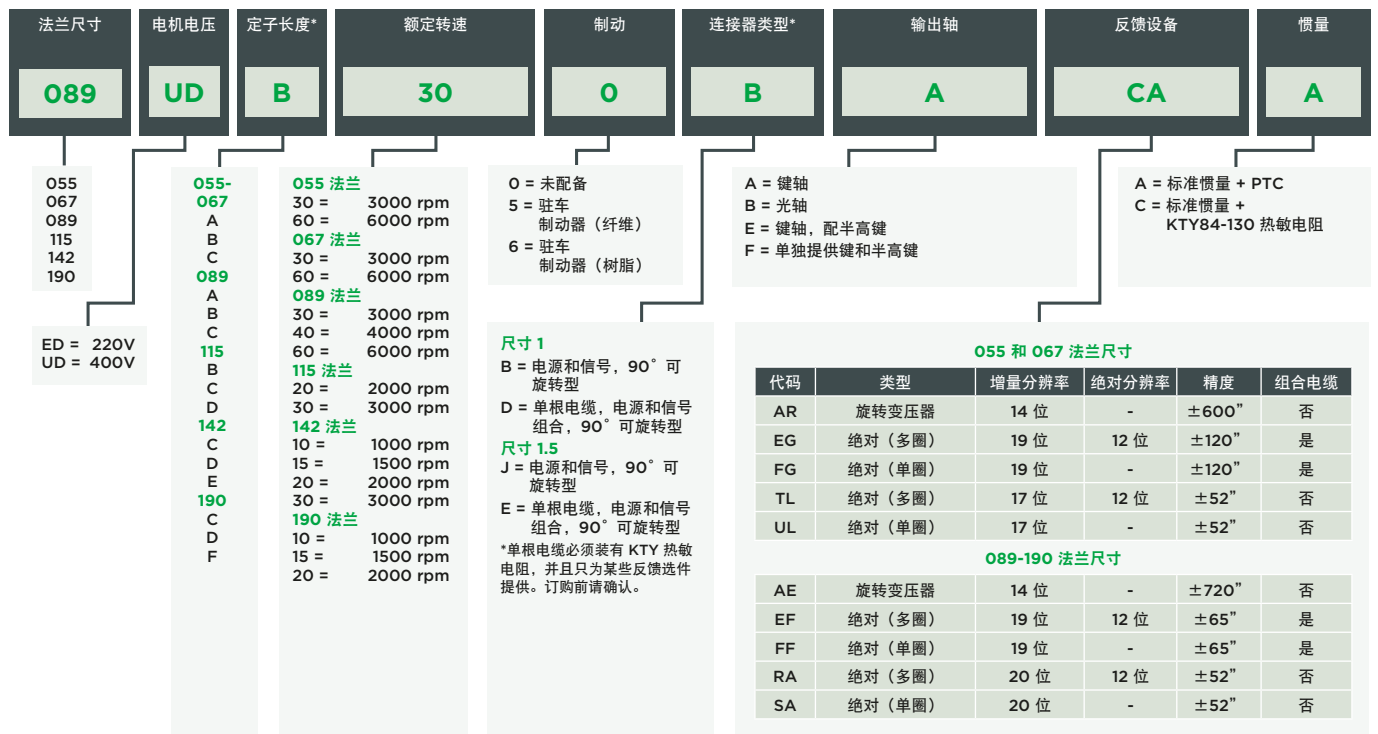 法兰尺寸 电机电压 定子长度* 额定转速 制动 连接器类型* 输出轴 反馈设备 惯量
089 UD B 30 0 B A CA A
055
067
089
115
142
190
ED = 220V
UD = 400V
055-
067
A
B
C
089
A
B
C
115
B
C
D
142
C
D
E
190
C
D
F
055 法兰
30 = 3000 rpm
60 = 6000 rpm
067 法兰
30 = 3000 rpm
60 = 6000 rpm
089 法兰
30 = 3000 rpm
40 = 4000 rpm
60 = 6000 rpm
115 法兰
20 = 2000 rpm
30 = 3000 rpm
142 法兰
10 = 1000 rpm
15 = 1500 rpm
20 = 2000 rpm
30 = 3000 rpm
190 法兰
10 = 1000 rpm
15 = 1500 rpm
20 = 2000 rpm
0 = 未配备
5 = 驻车
制动器（纤维）
6 = 驻车
制动器（树脂）
尺寸 1
B = 电源和信号，90°可
旋转型
D = 单根电缆，电源和信号
组合，90°可旋转型
尺寸 1.5
J = 电源和信号，90°可
旋转型
E = 单根电缆，电源和信号
组合，90°可旋转型
*单根电缆必须装有 KTY 热敏
电阻，并且只为某些反馈选件
提供。订购前请确认。
A = 键轴
B = 光轴
E = 键轴，配半高键
F = 单独提供键和半高键
A = 标准惯量 + PTC
C = 标准惯量 +
KTY84-130 热敏电阻
055 和 067 法兰尺寸
代码 类型 增量分辨率 绝对分辨率 精度 组合电缆
AR 旋转变压器 14 位 - ±600” 否
EG 绝对（多圈） 19 位 12 位 ±120” 是
FG 绝对（单圈） 19 位 - ±120” 是
TL 绝对（多圈） 17 位 12 位 ±52” 否
UL 绝对（单圈） 17 位 - ±52” 否
089-190 法兰尺寸
AE 旋转变压器 14 位 - ±720” 否
EF 绝对（多圈） 19 位 12 位 ±65” 是
FF 绝对（单圈） 19 位 - ±65” 是
RA 绝对（多圈） 20 位 12 位 ±52” 否
SA 绝对（单圈） 20 位 - ±52” 否